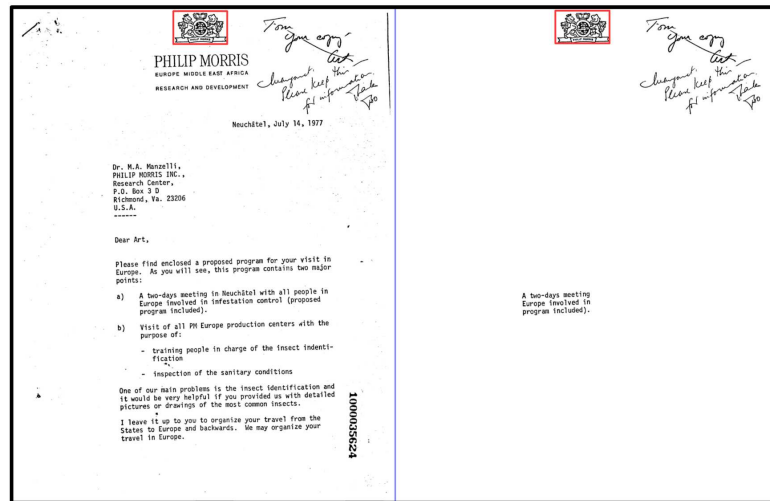 Tom
your copy
Art
Margaret.
Please keep this
for information
PHILIP MORRIS
EUROPE MIDDLE EAST AFRICA
RESEARCH AND DEVELOPMENT
Neuchâtel, July 14, 1977
Dr. M.A. Manzelli,
PHILIP MORRIS INC.,
Research Center,
P.O. Box 3 D
Richmond, Va. 23206
U.S.A.
------
Dear Art,
Please find enclosed a proposed program for your visit in
Europe. As you will see, this program contains two major
points:
a) A two-days meeting in Neuchâtel with all people in
Europe involved in infestation control (proposed
program included).
b) Visit of all PM Europe production centers with the
purpose of:
- training people in charge of the insect indenti-
fication
- inspection of the sanitary conditions
One of our main problems is the insect identification and
it would be very helpful if you provided us with detailed
pictures or drawings of the most common insects.
I leave it up to you to organize your travel from the
States to Europe and backwards. We may organize your
travel in Europe.
1000035624
Tom
your copy
Art
Margaret.
Please keep this
for information
A two-days meeting
Europe involved in
program included).